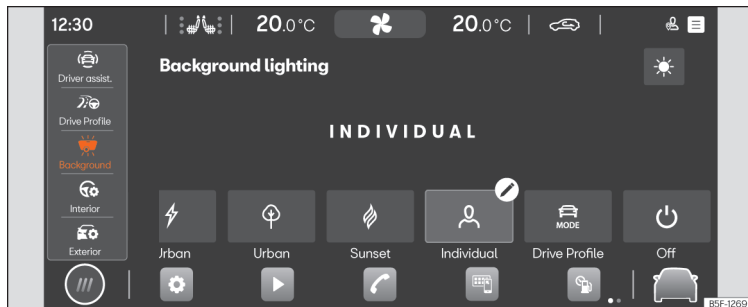 12:30
20.0°C
20.0°C
Background lighting
Driver assist.
Drive Profile
Background
Interior
Exterior
INDIVIDUAL
MODE
Jrban
Urban
Sunset
Individual
Drive Profile
Off
B5F-1269